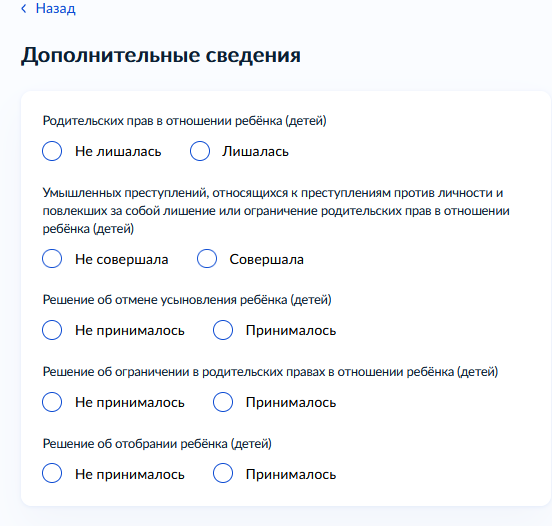 Назад
Дополнительные сведения
Родительских прав в отношении ребёнка (детей)
Не лишалась Лишалась
Умышленных преступлений, относящихся к преступлениям против личности и
повлекших за собой лишение или ограничение родительских прав в отношении
ребёнка (детей)
Не совершала Совершала
Решение об отмене усыновления ребёнка (детей)
Не принималось Принималось
Решение об ограничении в родительских правах в отношении ребёнка (детей)
Не принималось Принималось
Решение об отобрании ребёнка (детей)
Не принималось Принималось